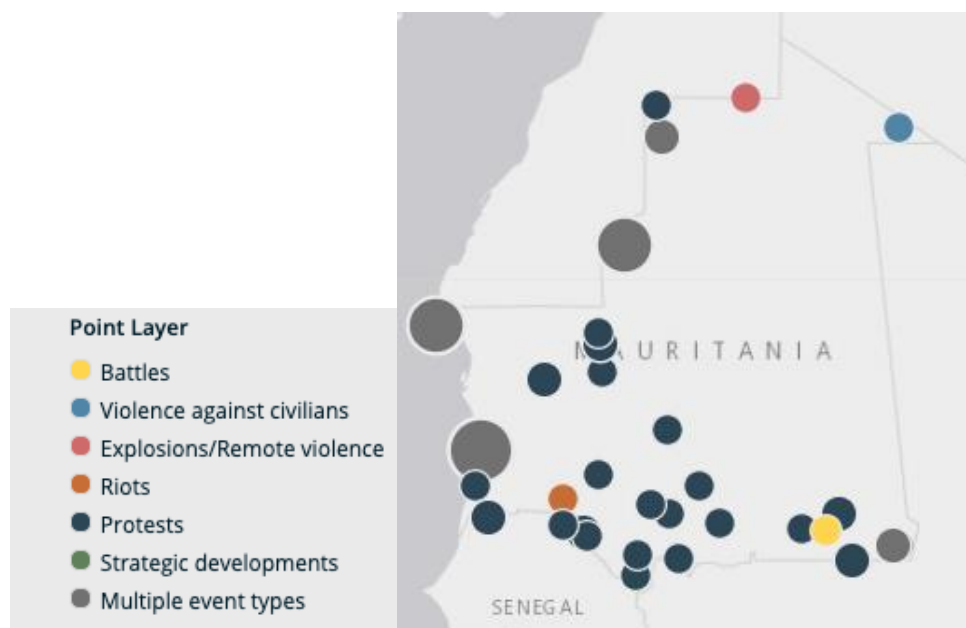 Point Layer
Battles
Violence against civilians
Explosions/Remote violence
Riots
Protests
Strategic developments
Multiple event types
MAURITANIA
SENEGAL